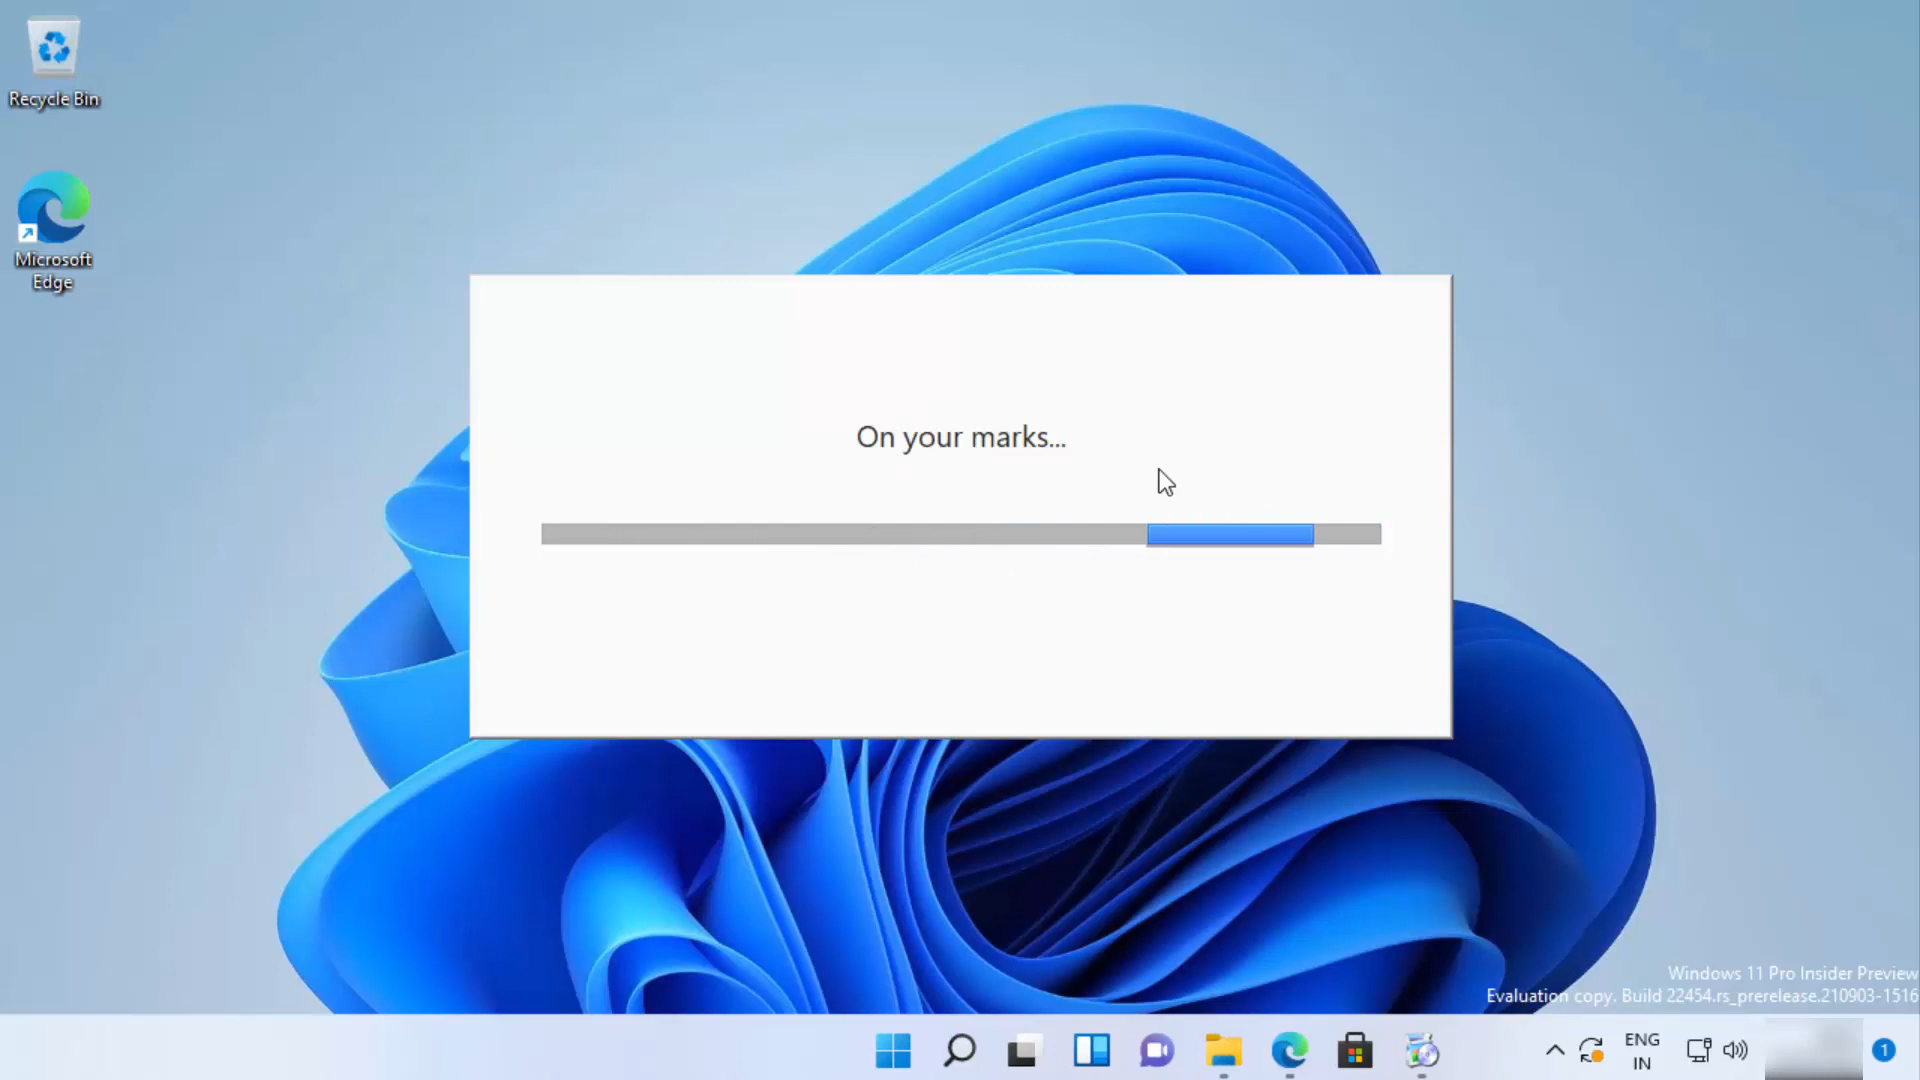 Recycle Bin
Microsoft
Edge
On your marks...
Windows 11 Pro Insider Preview
Evaluation copy. Build 22454.rs_prerelease.210903-1516
ENG
IN
1